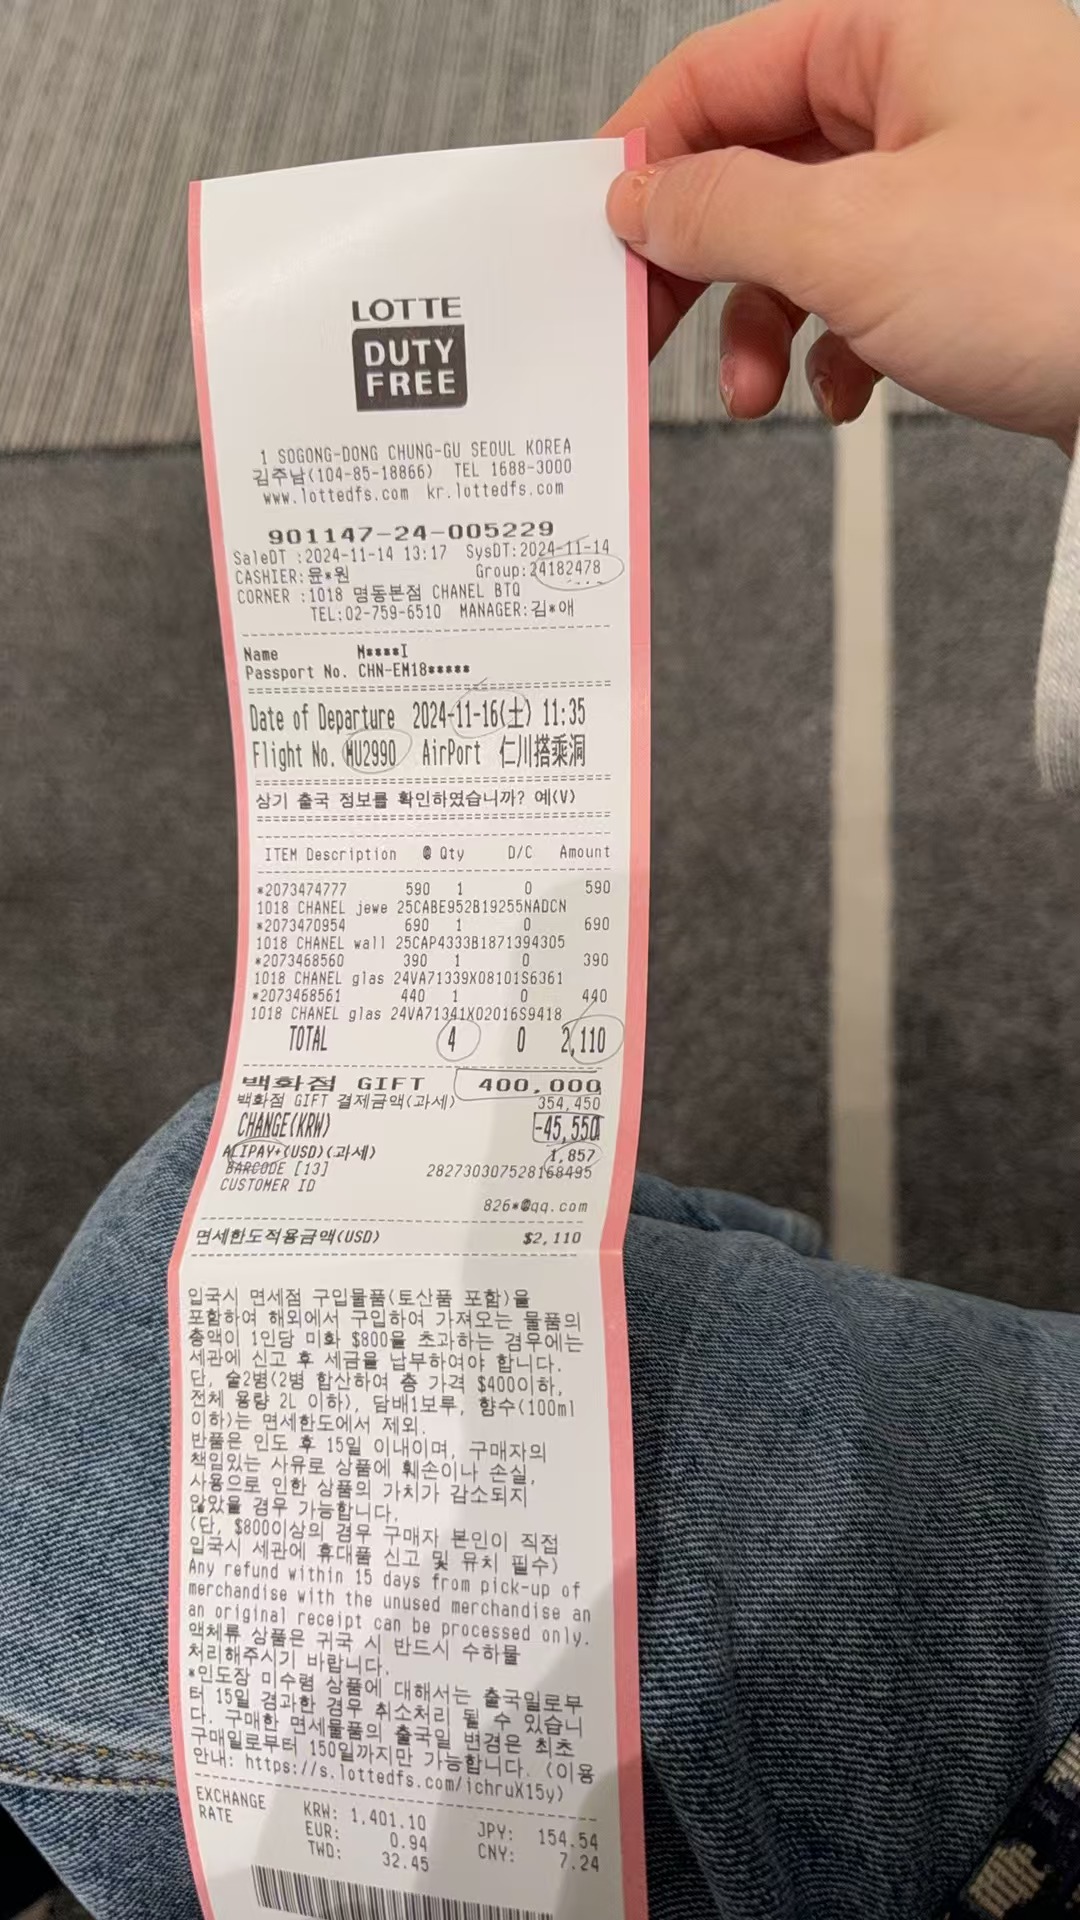 LOTTE
DUTY
FREE
1 SOGONG-DONG CHUNG-GU SEOUL KOREA
김주남(104-85-18866) TEL 1688-3000
www.lottedfs.com kr.lottedfs.com
901147-24-005229
SaleDT :2024-11-14 13:17 SysDT:2024-11-14
CASHIER:윤*원 Group:24182478
CORNER :1018 명동본점 CHANEL BTQ
TEL:02-759-6510 MANAGER:김*애
Name M****I
Passport No. CHN-EM18*****
Date of Departure 2024-11-16(土) 11:35
Flight No. MU2990 AirPort 仁川搭乘洞
상기 출국 정보를 확인하였습니까? 예(V)
ITEM Description @ Qty D/C Amount
*2073474777 590 1 0 590
1018 CHANEL jewe 25CABE952B19255NADCN
*2073470954 690 1 0 690
1018 CHANEL wall 25CAP4333B1871394305
*2073468560 390 1 0 390
1018 CHANEL glas 24VA71339X08101S6361
*2073468561 440 1 0 440
1018 CHANEL glas 24VA71341X02016S9418
TOTAL 4 0 2,110
백화점 GIFT 400,000
백화점 GIFT 결제금액(과세) 354,450
CHANGE(KRW) -45,550
ALIPAY+(USD)(과세) 1,857
BARCODE [13] 282730307528168495
CUSTOMER ID
826*@qq.com
면세한도적용금액(USD) $2,110
입국시 면세점 구입물품(토산품 포함)을
포함하여 해외에서 구입하여 가져오는 물품의
총액이 1인당 미화 $800을 초과하는 경우에는
세관에 신고 후 세금을 납부하여야 합니다.
단, 술2병(2병 합산하여 총 가격 $400이하,
전체 용량 2L 이하), 담배1보루, 향수(100ml
이하)는 면세한도에서 제외.
반품은 인도 후 15일 이내이며, 구매자의
책임있는 사유로 상품에 훼손이나 손실,
사용으로 인한 상품의 가치가 감소되지
않았을 경우 가능합니다.
(단, $800이상의 경우 구매자 본인이 직접
입국시 세관에 휴대품 신고 및 유치 필수)
Any refund within 15 days from pick-up of
merchandise with the unused merchandise an
an original receipt can be processed only.
액체류 상품은 귀국 시 반드시 수하물
처리해주시기 바랍니다.
*인도장 미수령 상품에 대해서는 출국일로부
터 15일 경과한 경우 취소처리 될 수 있습니
다. 구매한 면세물품의 출국일 변경은 최초
구매일로부터 150일까지만 가능합니다. (이용
안내: https://s.lottedfs.com/ichruX15y)
EXCHANGE KRW: 1,401.10 JPY: 154.54
RATE EUR: 0.94 CNY: 7.24
TWD: 32.45